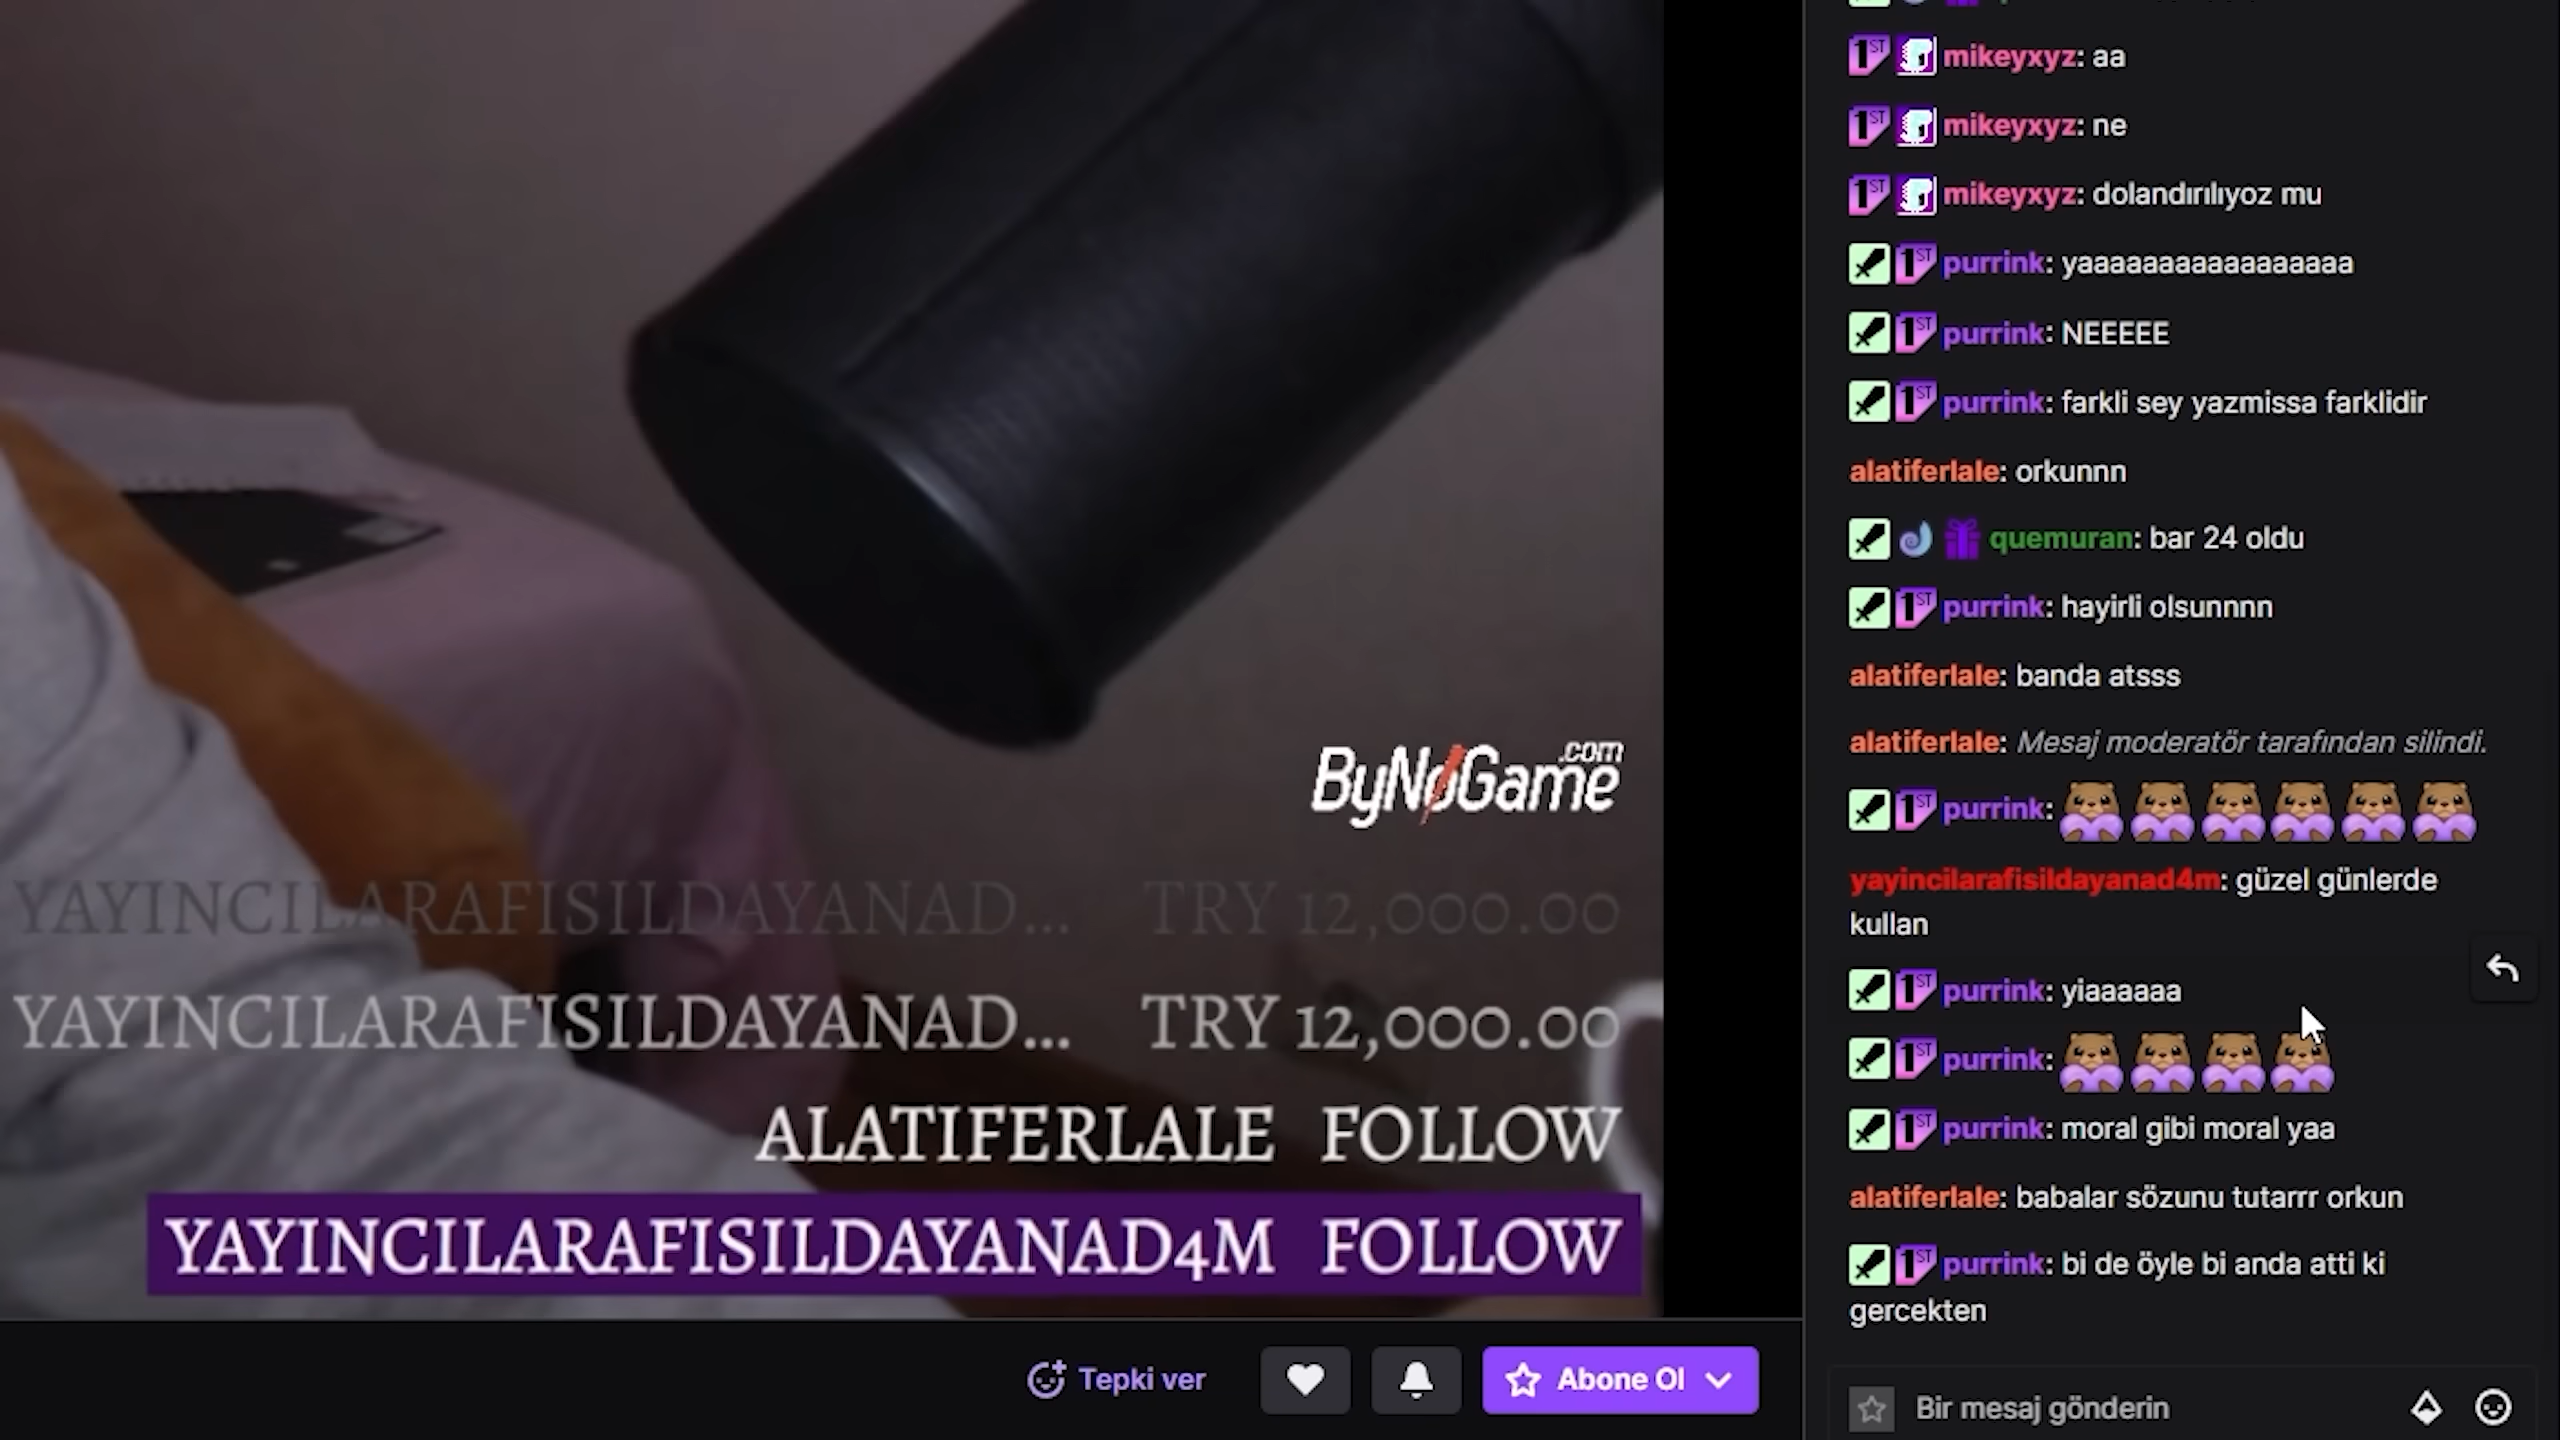 mikeyxyz: aa
mikeyxyz: ne
mikeyxyz: dolandırılıyoz mu
purrink: yaaaaaaaaaaaaaaaaa
purrink: NEEEEE
purrink: farkli sey yazmissa farklidir
alatiferlale: orkunnn
quemuran: bar 24 oldu
purrink: hayirli olsunnnn
alatiferlale: banda atsss
alatiferlale: Mesaj moderatör tarafından silindi.
purrink:
yayincilarafisildayanad4m: güzel günlerde
kullan
purrink: yiaaaaaa
purrink:
purrink: moral gibi moral yaa
alatiferlale: babalar sözunu tutarrr orkun
purrink: bi de öyle bi anda atti ki
gercekten
Bir mesaj gönderin
ByNoGame.com
YAYINCILARAFISILDAYANAD... TRY 12,000.00
YAYINCILARAFISILDAYANAD... TRY 12,000.00
ALATIFERLALE FOLLOW
YAYINCILARAFISILDAYANAD4M FOLLOW
Tepki ver
Abone Ol